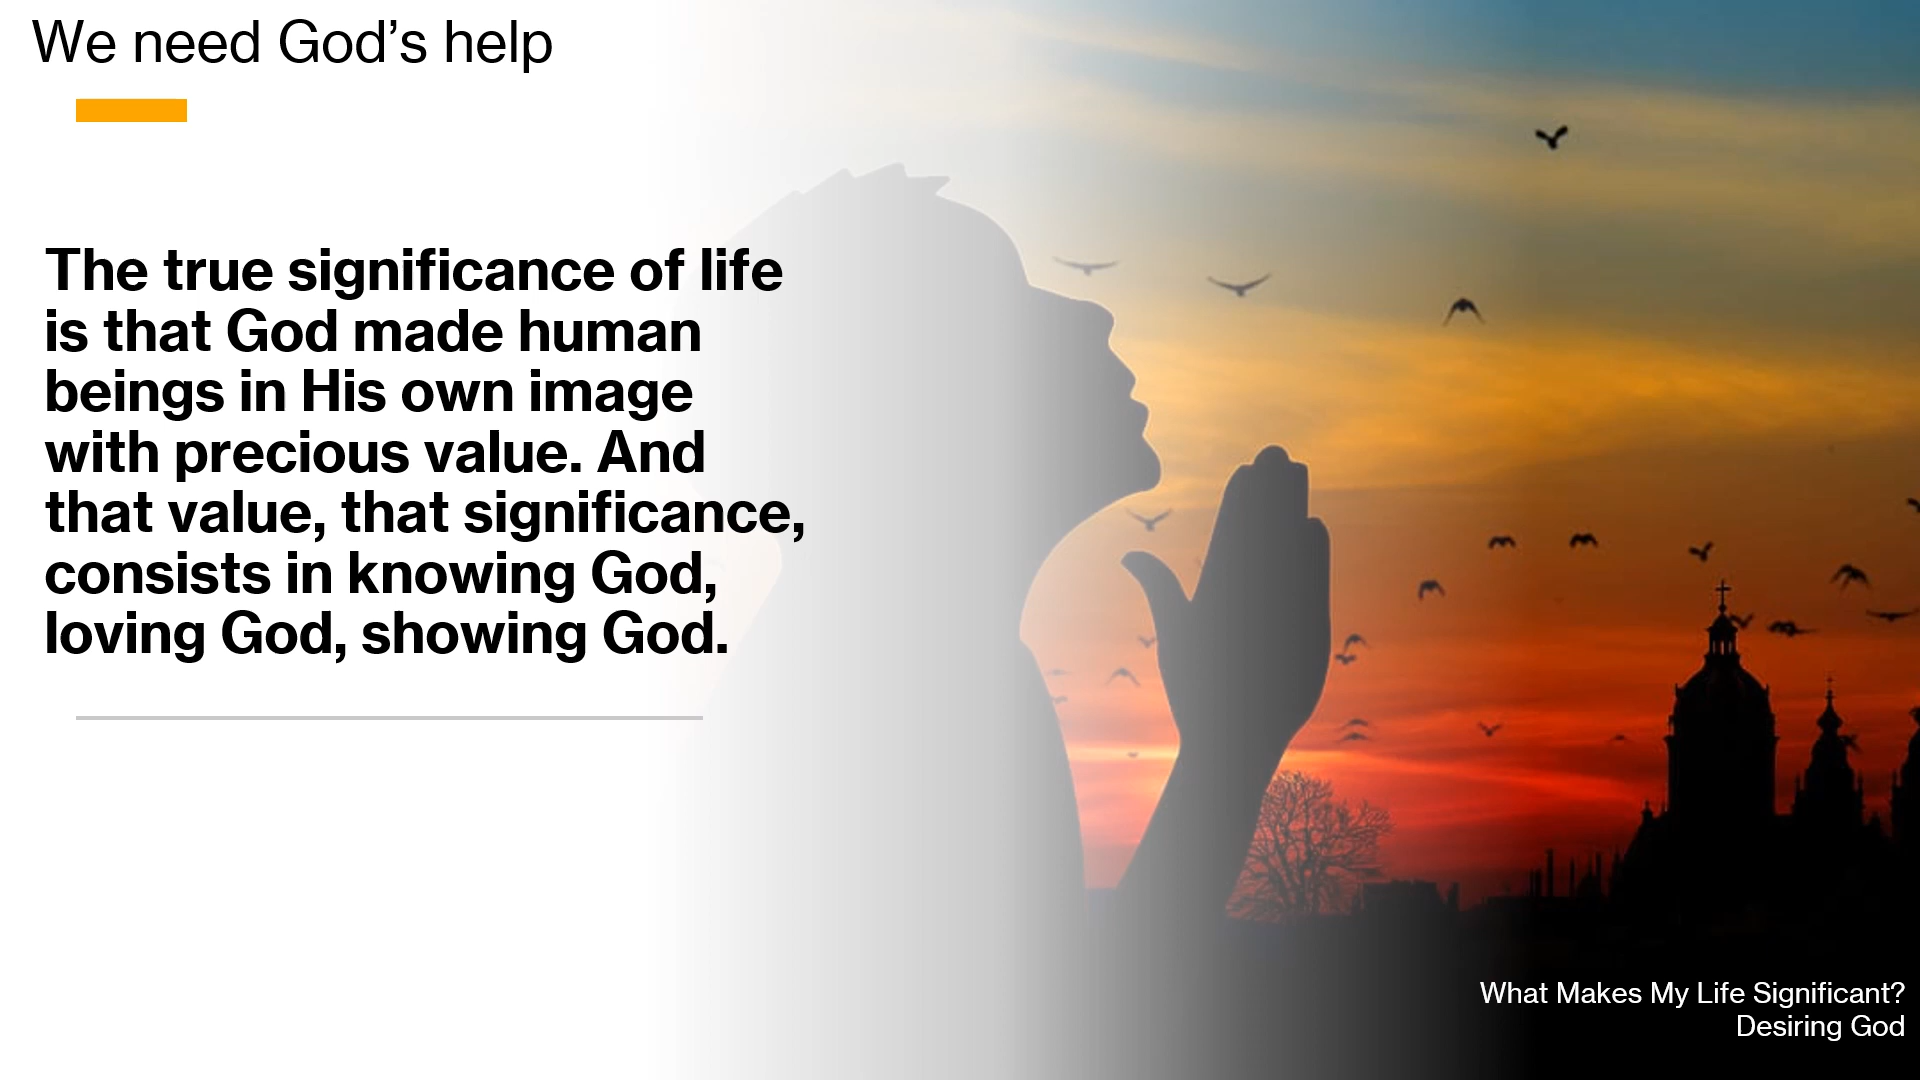 We need God’s help
The true significance of life
is that God made human
beings in His own image
with precious value. And
that value, that significance,
consists in knowing God,
loving God, showing God.
What Makes My Life Significant?
Desiring God